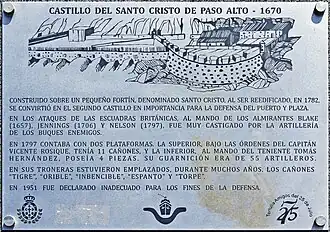 CASTILLO DEL SANTO CRISTO DE PASO ALTO - 1670
CONSTRUIDO SOBRE UN PEQUEÑO FORTÍN, DENOMINADO SANTO CRISTO, AL SER REEDIFICADO, EN 1782,
SE CONVIRTIÓ EN EL SEGUNDO CASTILLO EN IMPORTANCIA PARA LA DEFENSA DEL PUERTO Y PLAZA.
EN LOS ATAQUES DE LAS ESCUADRAS BRITÁNICAS, AL MANDO DE LOS ALMIRANTES BLAKE
(1657), JENNINGS (1706) Y NELSON (1797), FUE MUY CASTIGADO POR LA ARTILLERÍA
DE LOS BUQUES ENEMIGOS.
EN 1797 CONTABA CON DOS PLATAFORMAS. LA SUPERIOR, BAJO LAS ÓRDENES DEL CAPITÁN
VICENTE ROSIQUE, TENÍA 11 CAÑONES, Y LA INFERIOR, AL MANDO DEL TENIENTE TOMÁS
HERNÁNDEZ, POSEÍA 4 PIEZAS. SU GUARNICIÓN ERA DE 55 ARTILLEROS.
EN SUS TRONERAS ESTUVIERON EMPLAZADOS, DURANTE MUCHOS AÑOS, LOS CAÑONES
"TIGRE", "ORIBLE", "INBENCIBLE", "ESPANTO" Y "TORPE".
EN 1951 FUE DECLARADO INADECUADO PARA LOS FINES DE LA DEFENSA.